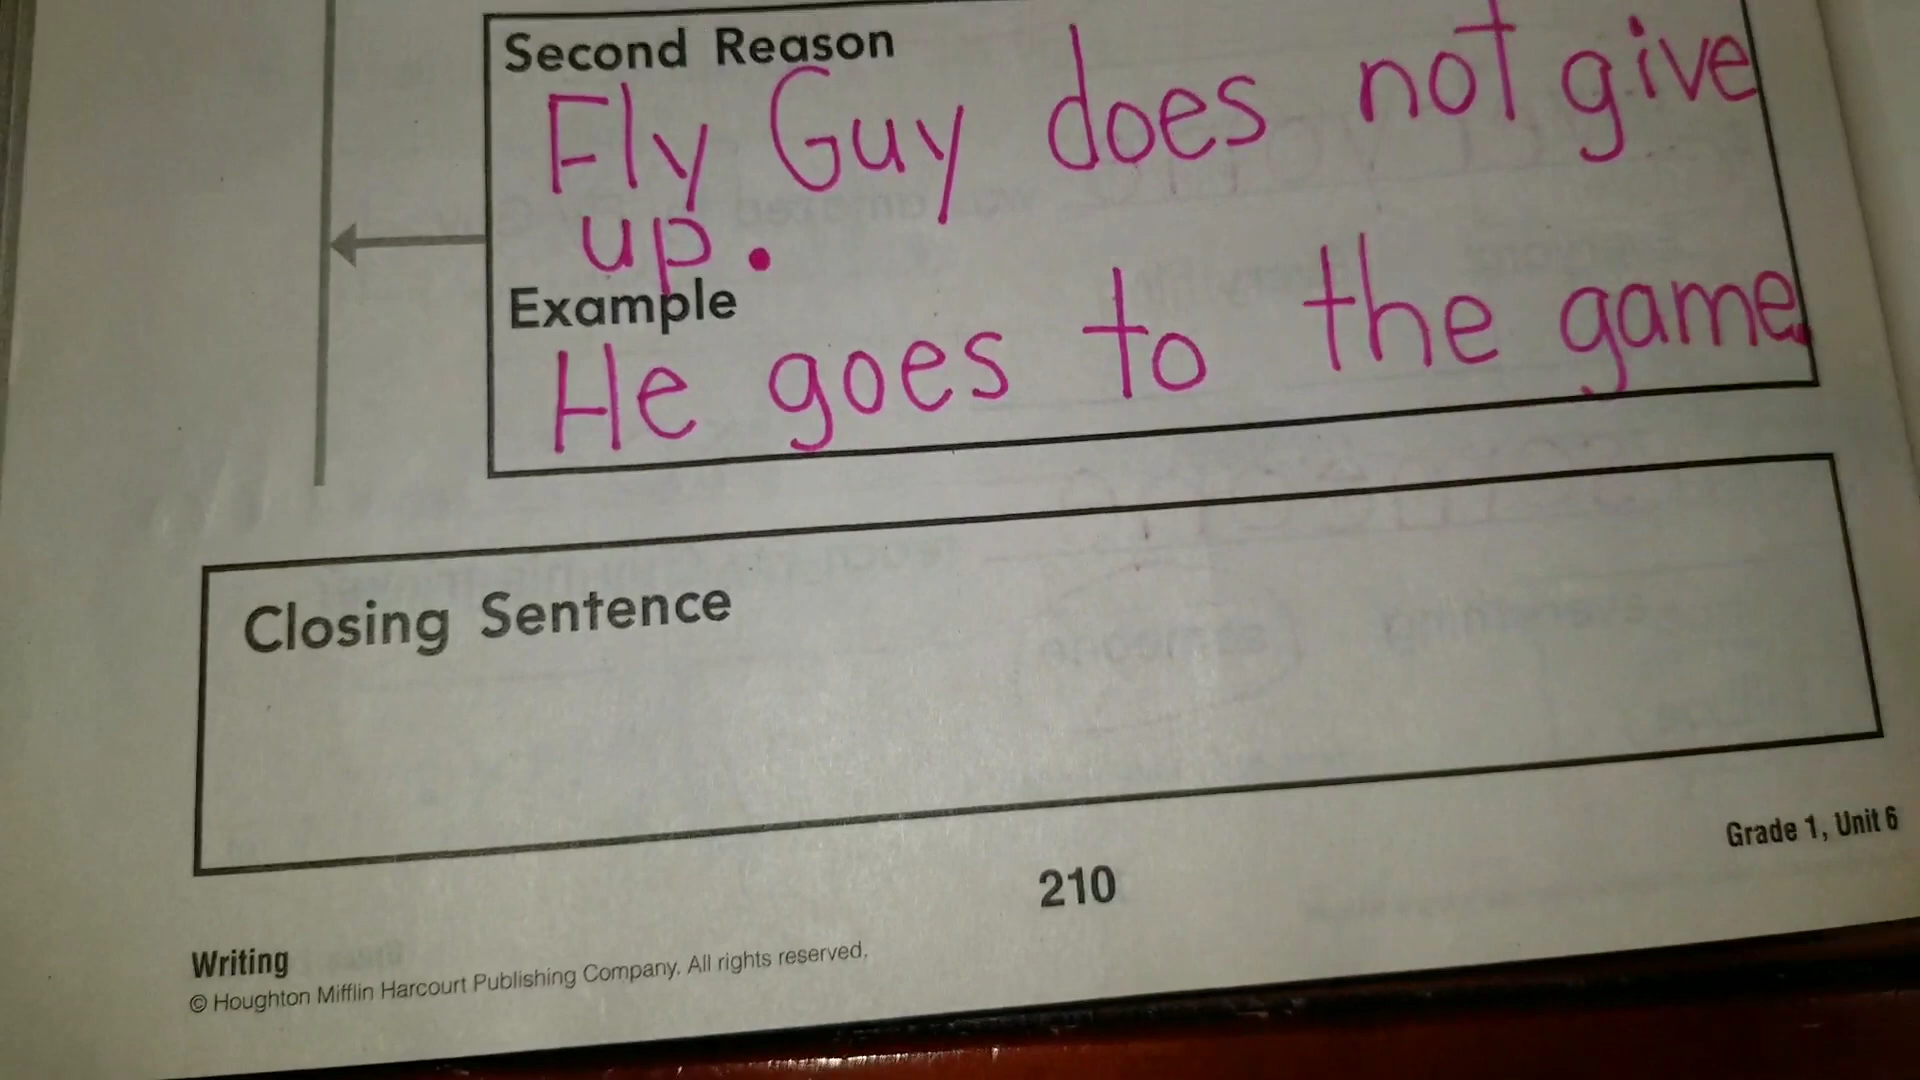 Second Reason
Fly Guy does not give
up.
Example
He goes to the game.
Closing Sentence
Grade 1, Unit 6
210
Writing
© Houghton Mifflin Harcourt Publishing Company. All rights reserved.